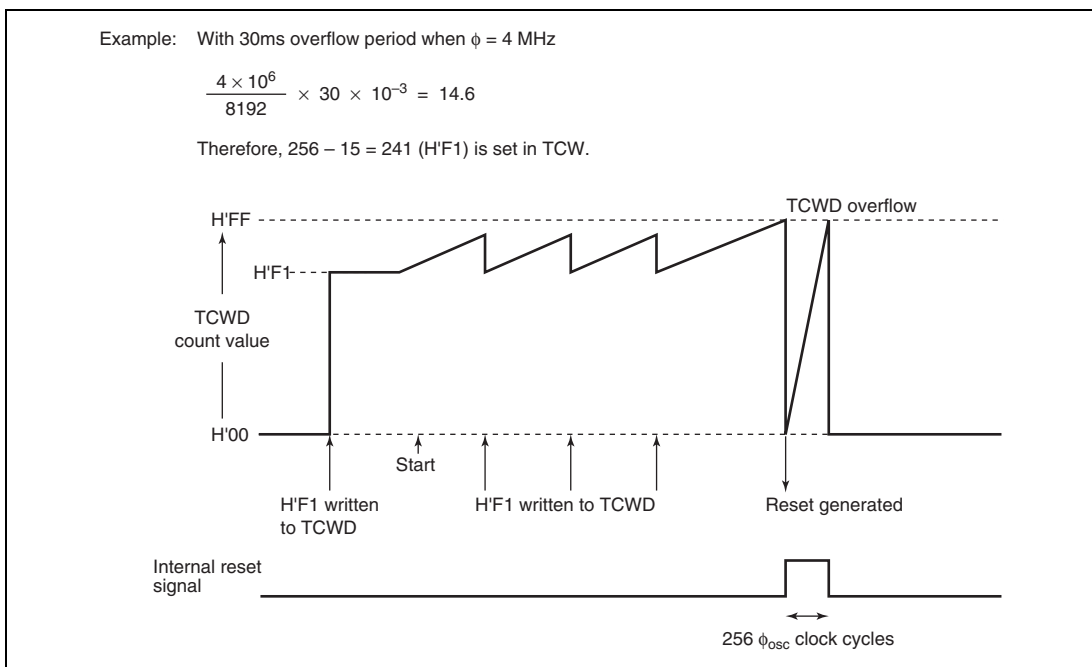 Example: With 30ms overflow period when ϕ = 4 MHz
4 × 10⁶
8192
× 30 × 10⁻³ = 14.6
Therefore, 256 – 15 = 241 (H'F1) is set in TCW.
TCWD overflow
H'FF
H'F1
TCWD
count value
H'00
Start
H'F1 written
to TCWD
H'F1 written to TCWD
Reset generated
Internal reset
signal
256 ϕosc clock cycles